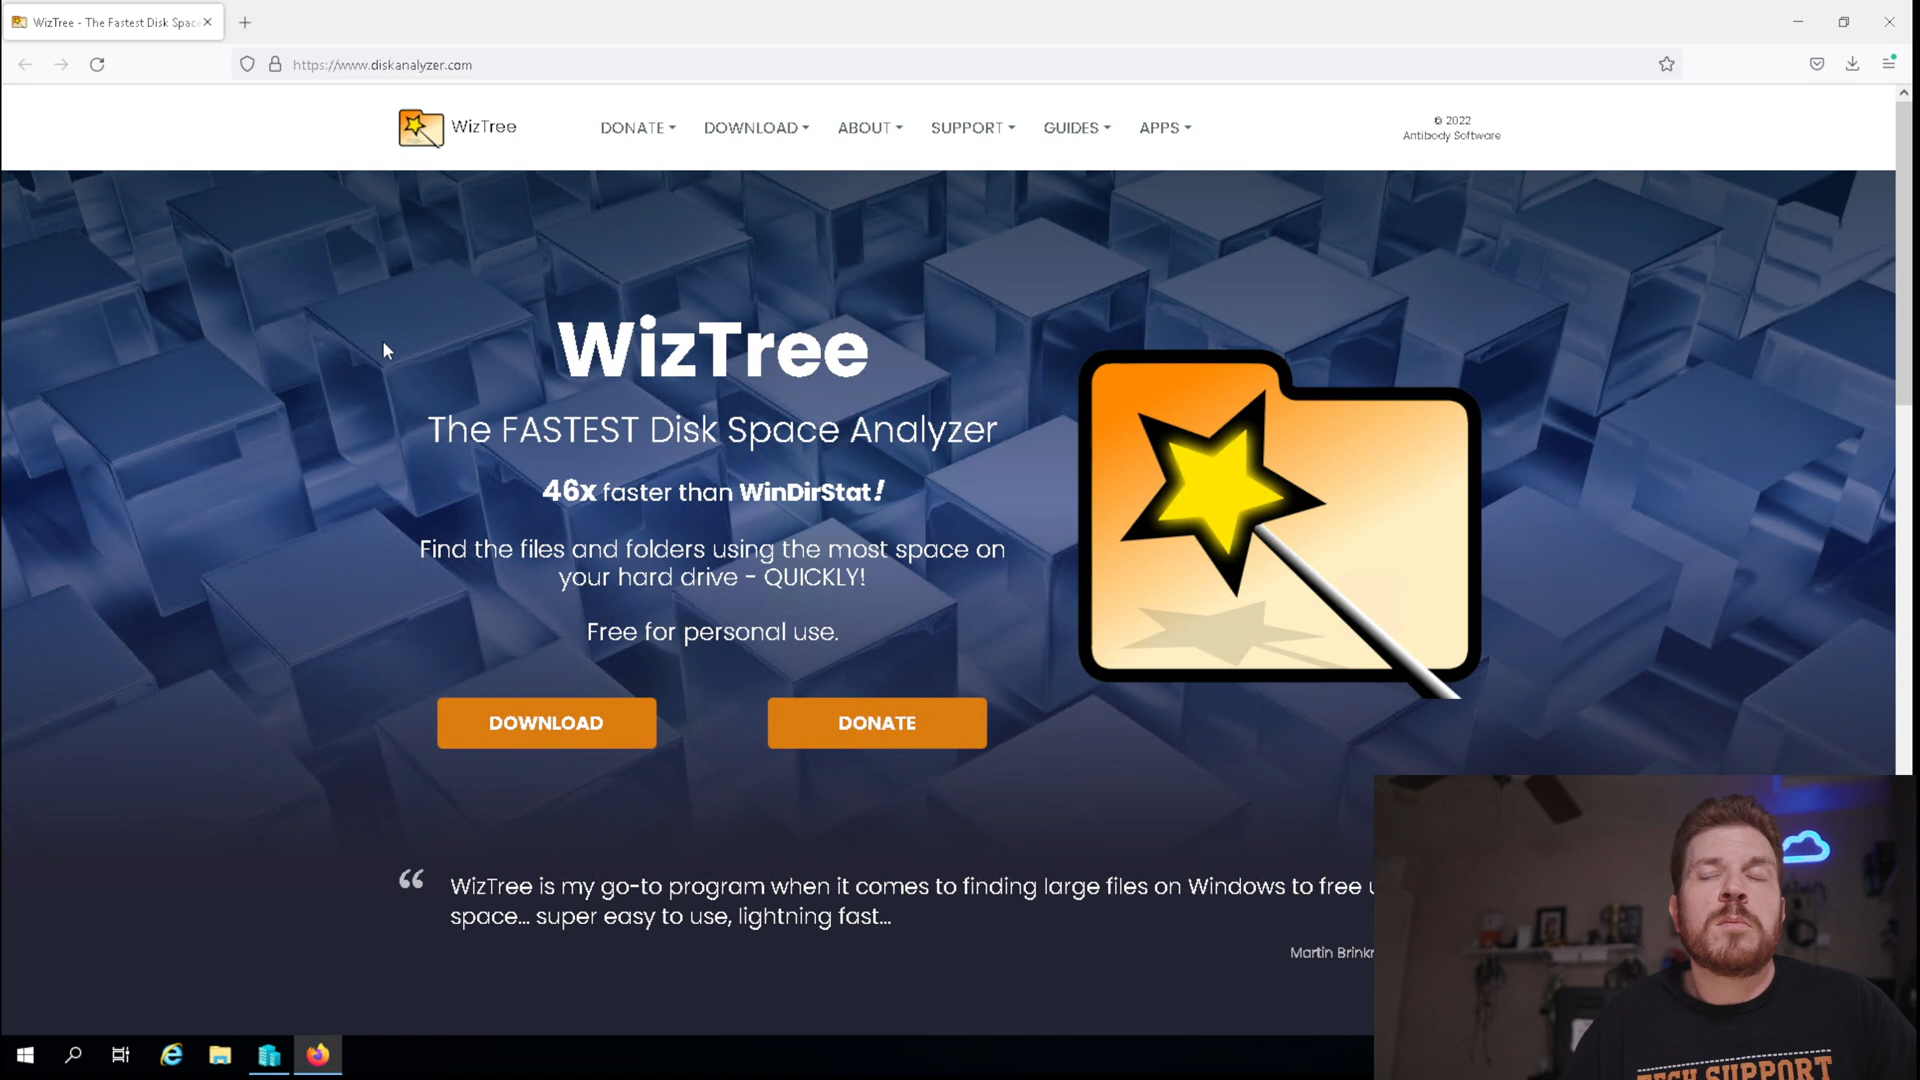 WizTree - The Fastest Disk Spac
https://www.diskanalyzer.com
WizTree
DONATE
DOWNLOAD
ABOUT
SUPPORT
GUIDES
APPS
© 2022
Antibody Software
WizTree
The FASTEST Disk Space Analyzer
46x faster than WinDirStat!
Find the files and folders using the most space on
your hard drive - QUICKLY!
Free for personal use.
DOWNLOAD
DONATE
WizTree is my go-to program when it comes to finding large files on Windows to free
space... super easy to use, lightning fast...
Martin Brink
TECH SUPPORT